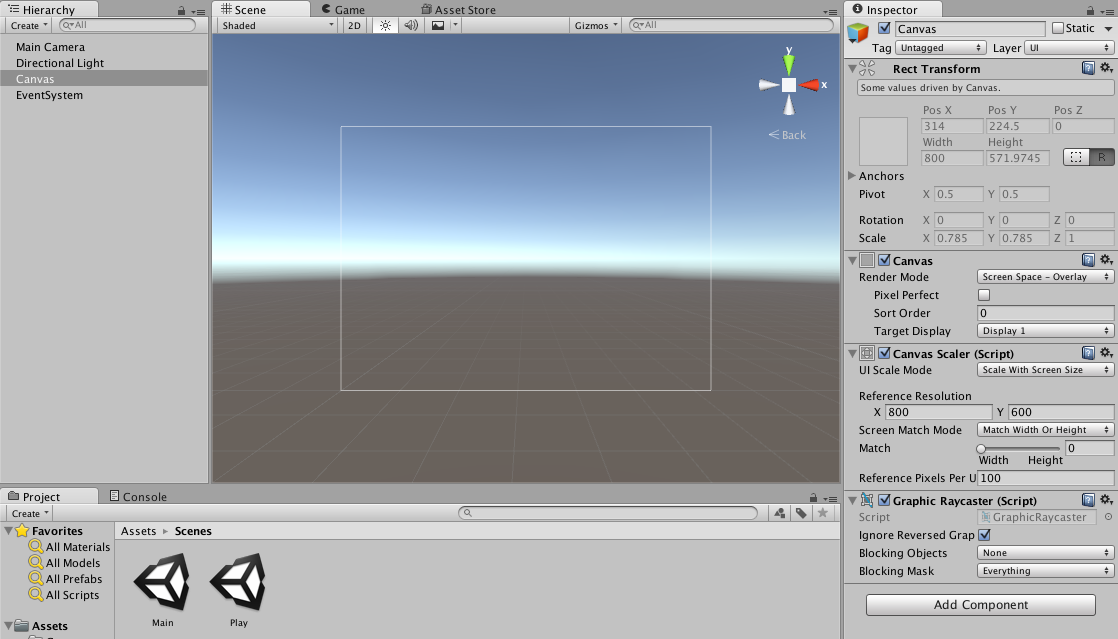 Hierarchy
Create
All
Main Camera
Directional Light
Canvas
EventSystem
Scene
Game
Asset Store
Shaded
2D
Gizmos
All
y
x
Back
Inspector
Canvas
Static
Tag Untagged Layer UI
Rect Transform
Some values driven by Canvas.
Pos X Pos Y Pos Z
314 224.5 0
Width Height
800 571.9745
R
Anchors
Pivot X 0.5 Y 0.5
Rotation X 0 Y 0 Z 0
Scale X 0.785 Y 0.785 Z 1
Canvas
Render Mode Screen Space - Overlay
Pixel Perfect
Sort Order 0
Target Display Display 1
Canvas Scaler (Script)
UI Scale Mode Scale With Screen Size
Reference Resolution
X 800 Y 600
Screen Match Mode Match Width Or Height
Match 0
Width Height
Reference Pixels Per U 100
Graphic Raycaster (Script)
Script GraphicRaycaster
Ignore Reversed Grap
Blocking Objects None
Blocking Mask Everything
Add Component
Project
Console
Create
Favorites
All Materials
All Models
All Prefabs
All Scripts
Assets
Assets Scenes
Main
Play